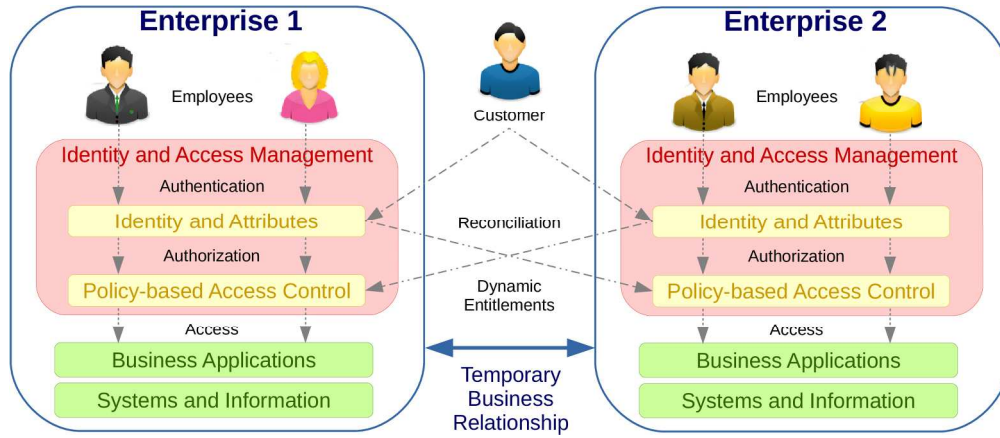 Enterprise 1
Employees
Identity and Access Management
Authentication
Identity and Attributes
Authorization
Policy-based Access Control
Access
Business Applications
Systems and Information
Customer
Reconciliation
Dynamic
Entitlements
Temporary
Business
Relationship
Enterprise 2
Employees
Identity and Access Management
Authentication
Identity and Attributes
Authorization
Policy-based Access Control
Access
Business Applications
Systems and Information